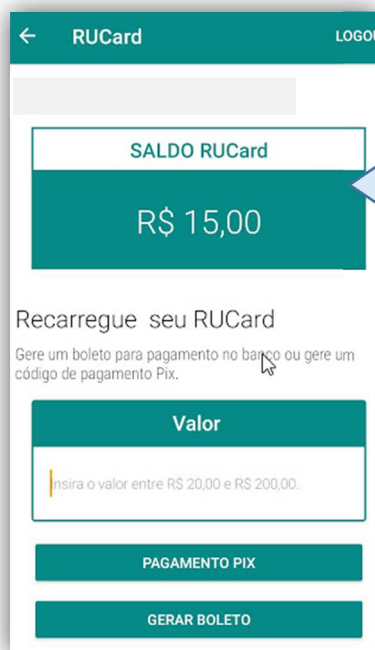 RUCard
LOGOU
SALDO RUCard
R$ 15,00
Recarregue seu RUCard
Gere um boleto para pagamento no banco ou gere um
código de pagamento Pix.
Valor
Insira o valor entre R$ 20,00 e R$ 200,00.
PAGAMENTO PIX
GERAR BOLETO